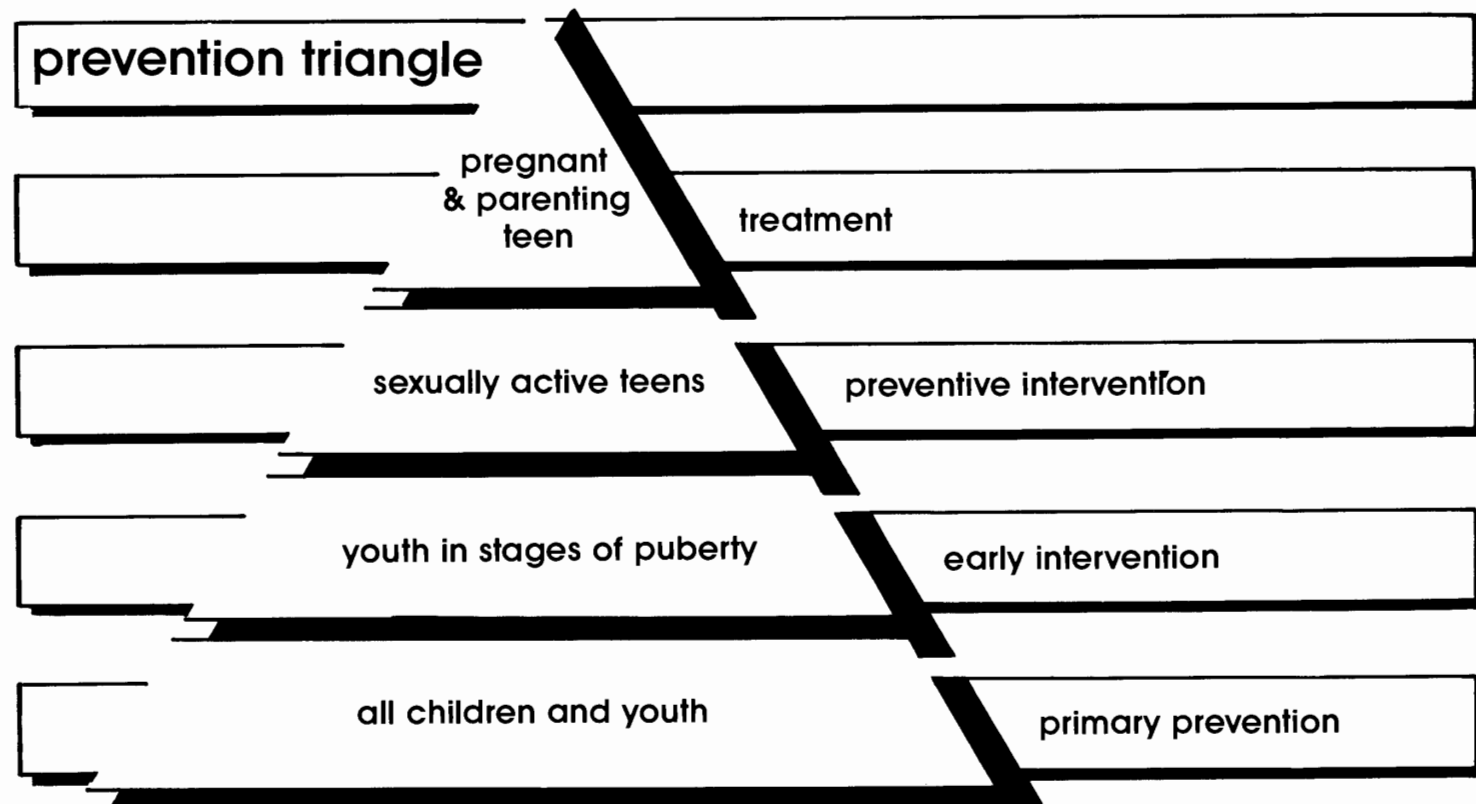 prevention triangle
pregnant
& parenting
teen
treatment
sexually active teens
preventive intervention
youth in stages of puberty
early intervention
all children and youth
primary prevention